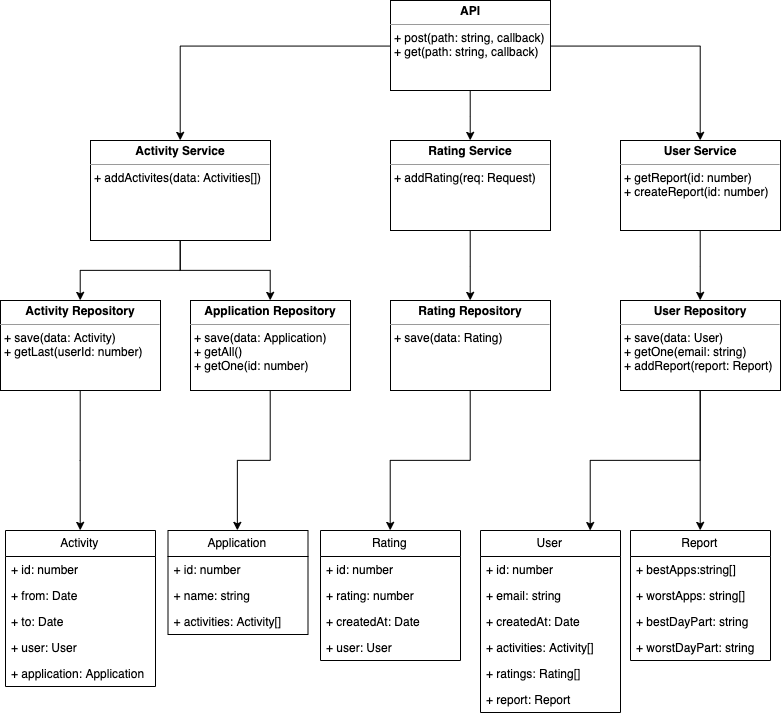 API
+ post(path: string, callback)
+ get(path: string, callback)
Activity Service
+ addActivites(data: Activities[])
Rating Service
+ addRating(req: Request)
User Service
+ getReport(id: number)
+ createReport(id: number)
Activity Repository
+ save(data: Activity)
+ getLast(userId: number)
Application Repository
+ save(data: Application)
+ getAll()
+ getOne(id: number)
Rating Repository
+ save(data: Rating)
User Repository
+ save(data: User)
+ getOne(email: string)
+ addReport(report: Report)
Activity
+ id: number
+ from: Date
+ to: Date
+ user: User
+ application: Application
Application
+ id: number
+ name: string
+ activities: Activity[]
Rating
+ id: number
+ rating: number
+ createdAt: Date
+ user: User
User
+ id: number
+ email: string
+ createdAt: Date
+ activities: Activity[]
+ ratings: Rating[]
+ report: Report
Report
+ bestApps:string[]
+ worstApps: string[]
+ bestDayPart: string
+ worstDayPart: string